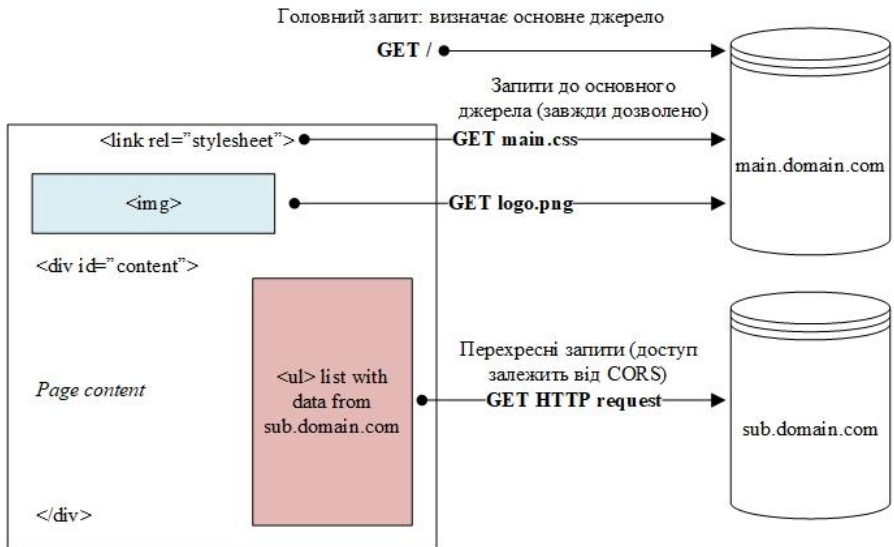 Головний запит: визначає основне джерело
GET /
Запити до основного
джерела (завжди дозволено)
<link rel=”stylesheet”>
GET main.css
main.domain.com
<img>
GET logo.png
<div id=”content”>
Перехресні запити (доступ
залежить від CORS)
<ul> list with
data from
sub.domain.com
Page content
GET HTTP request
sub.domain.com
</div>